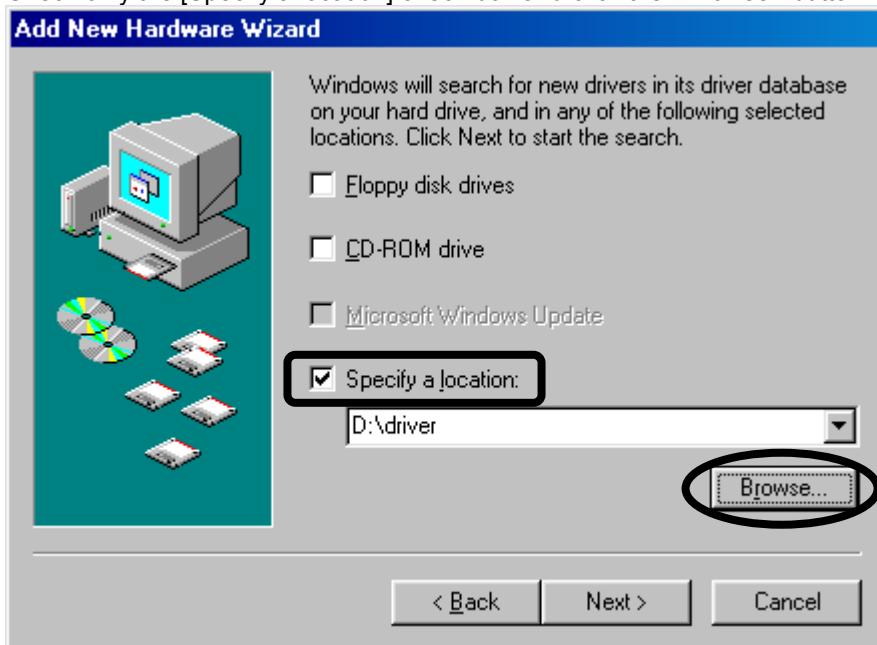 Add New Hardware Wizard
Windows will search for new drivers in its driver database
on your hard drive, and in any of the following selected
locations. Click Next to start the search.
Floppy disk drives
CD-ROM drive
Microsoft Windows Update
Specify a location:
D:\driver
Browse...
< Back
Next >
Cancel